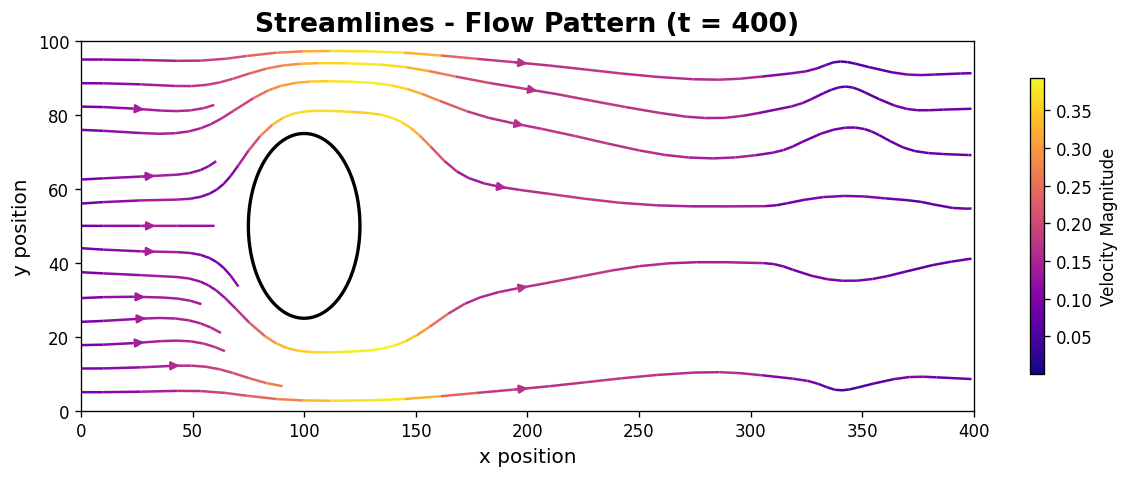 Streamlines - Flow Pattern (t = 400)
100
80
60
40
20
0
y position
0 50 100 150 200 250 300 350 400
x position
0.35
0.30
0.25
0.20
0.15
0.10
0.05
Velocity Magnitude